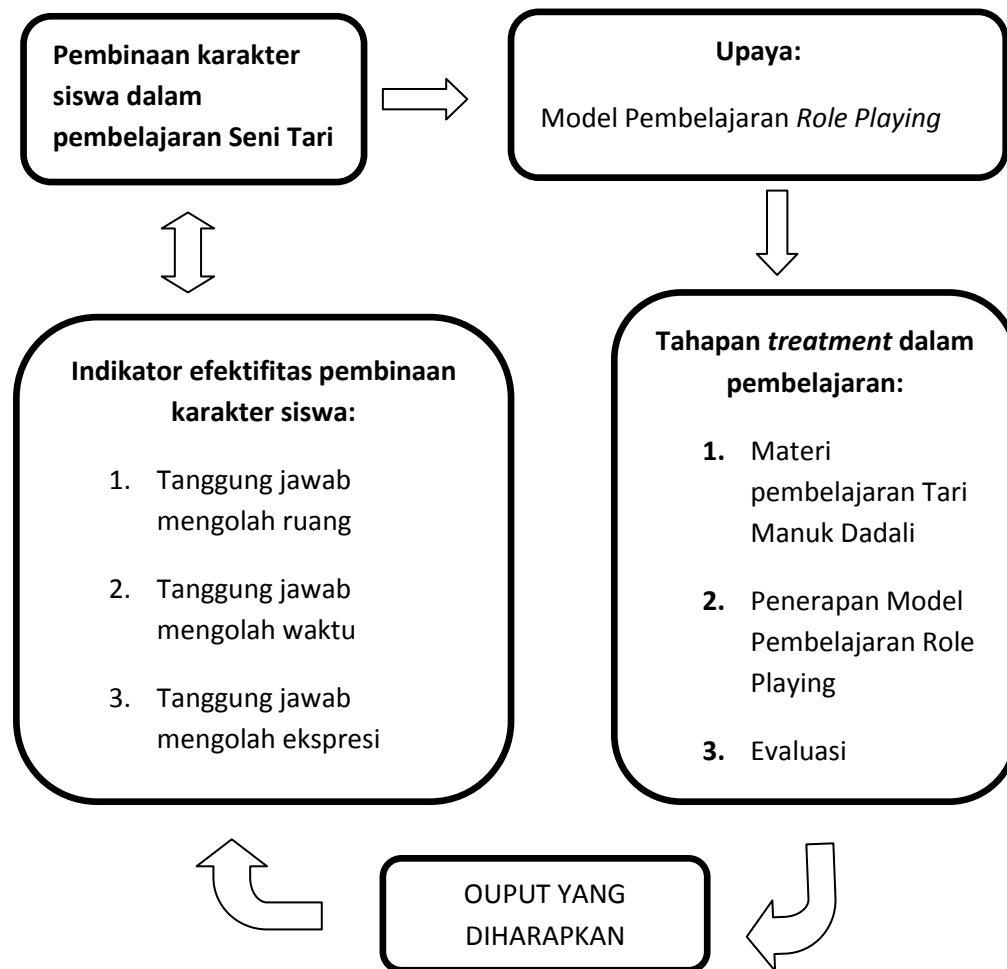 Pembinaan karakter
siswa dalam
pembelajaran Seni Tari
Upaya:
Model Pembelajaran Role Playing
Tahapan treatment dalam
pembelajaran:
1. Materi
pembelajaran Tari
Manuk Dadali
2. Penerapan Model
Pembelajaran Role
Playing
3. Evaluasi
Indikator efektifitas pembinaan
karakter siswa:
1. Tanggung jawab
mengolah ruang
2. Tanggung jawab
mengolah waktu
3. Tanggung jawab
mengolah ekspresi
OUPUT YANG
DIHARAPKAN